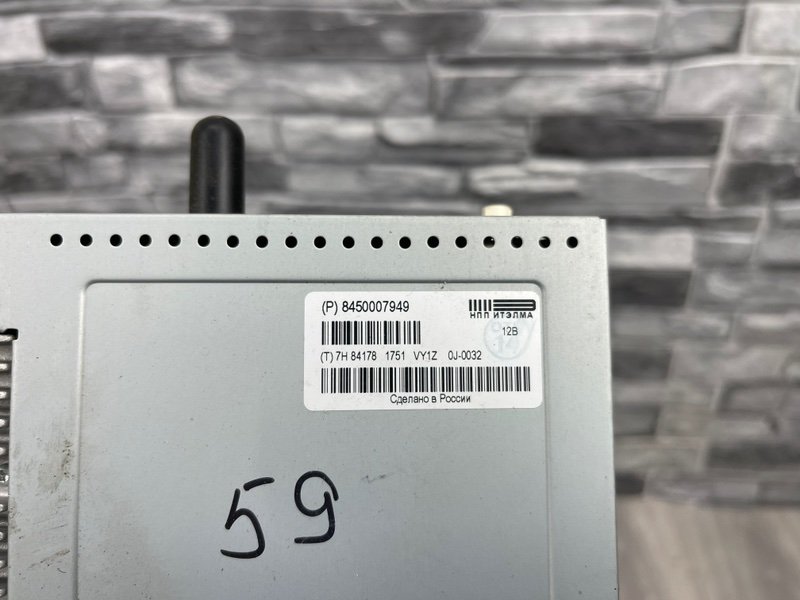 (P) 8450007949
НПП ИТЭЛМА
12В
(T) 7H 84178 1751 VY1Z 0J-0032
Сделано в России
59